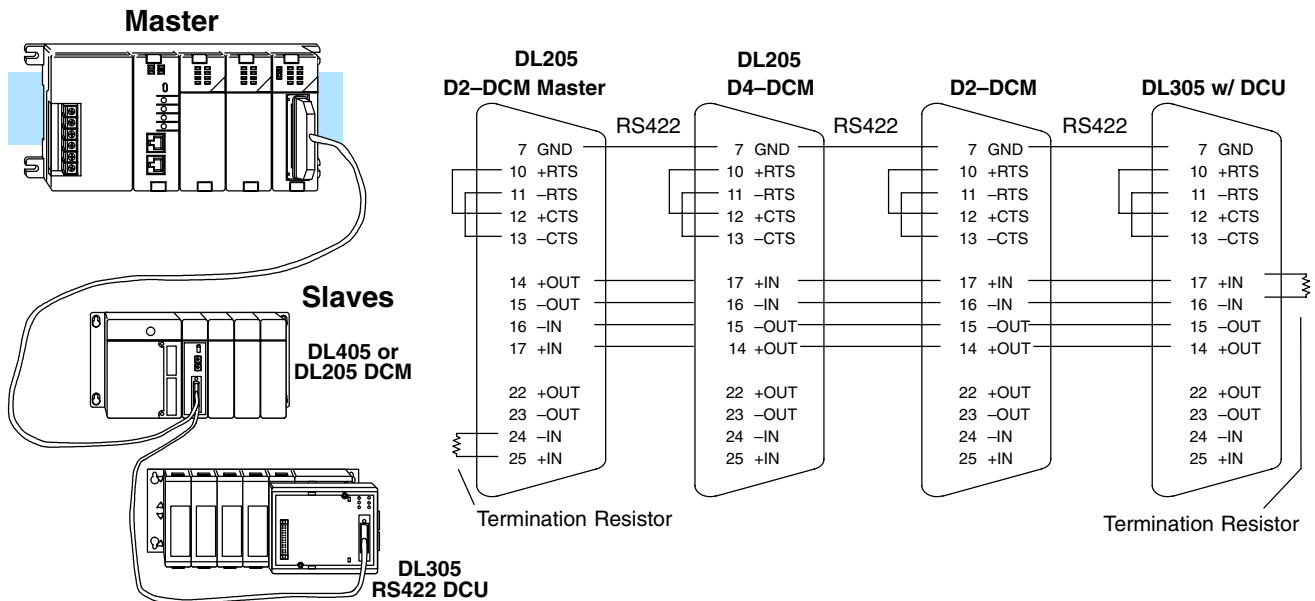 Master
Slaves
DL405 or
DL205 DCM
DL305
RS422 DCU
DL205
D2–DCM Master
7 GND
10 +RTS
11 –RTS
12 +CTS
13 –CTS
14 +OUT
15 –OUT
16 –IN
17 +IN
22 +OUT
23 –OUT
24 –IN
25 +IN
Termination Resistor
RS422
DL205
D4–DCM
7 GND
10 +RTS
11 –RTS
12 +CTS
13 –CTS
17 +IN
16 –IN
15 –OUT
14 +OUT
22 +OUT
23 –OUT
24 –IN
25 +IN
RS422
D2–DCM
7 GND
10 +RTS
11 –RTS
12 +CTS
13 –CTS
17 +IN
16 –IN
15 –OUT
14 +OUT
22 +OUT
23 –OUT
24 –IN
25 +IN
RS422
DL305 w/ DCU
7 GND
10 +RTS
11 –RTS
12 +CTS
13 –CTS
17 +IN
16 –IN
15 –OUT
14 +OUT
22 +OUT
23 –OUT
24 –IN
25 +IN
Termination Resistor